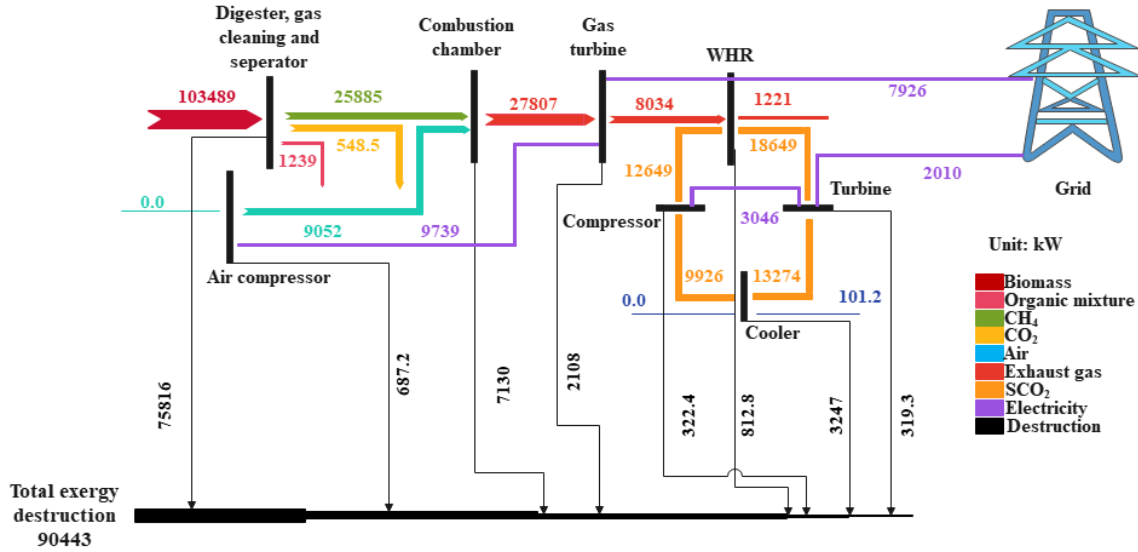 Digester, gas
cleaning and
seperator
Combustion
chamber
Gas
turbine
WHR
103489
25885
27807
8034
1221
7926
548.5
1239
12649
18649
2010
0.0
9052
9739
Compressor
3046
Turbine
Grid
Air compressor
9926
13274
0.0
101.2
Cooler
Unit: kW
Biomass
Organic mixture
CH₄
CO₂
Air
Exhaust gas
SCO₂
Electricity
Destruction
75816
687.2
7130
2108
322.4
812.8
3247
319.3
Total exergy
destruction
90443